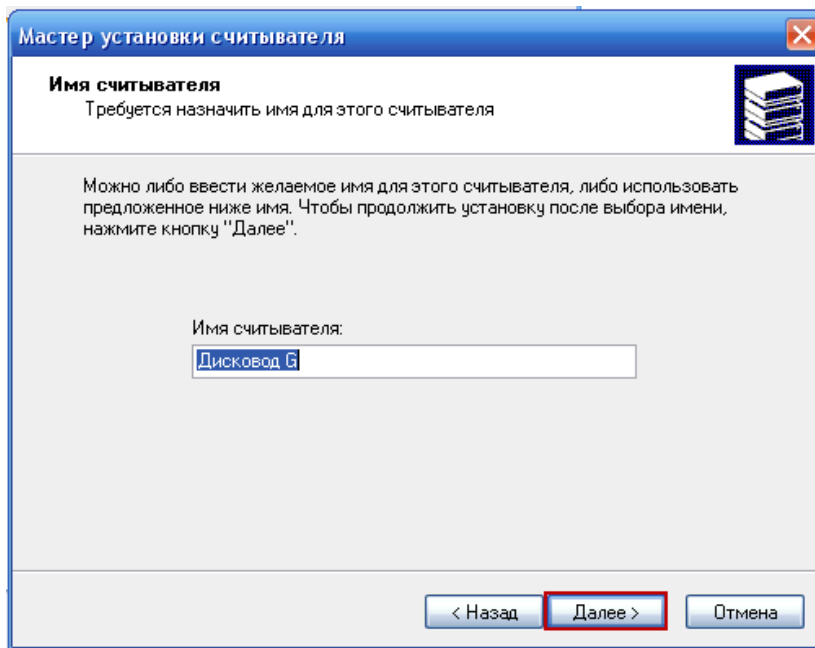 Мастер установки считывателя
Имя считывателя
Требуется назначить имя для этого считывателя
Можно либо ввести желаемое имя для этого считывателя, либо использовать
предложенное ниже имя. Чтобы продолжить установку после выбора имени,
нажмите кнопку "Далее".
Имя считывателя:
Дисковод G
< Назад Далее > Отмена